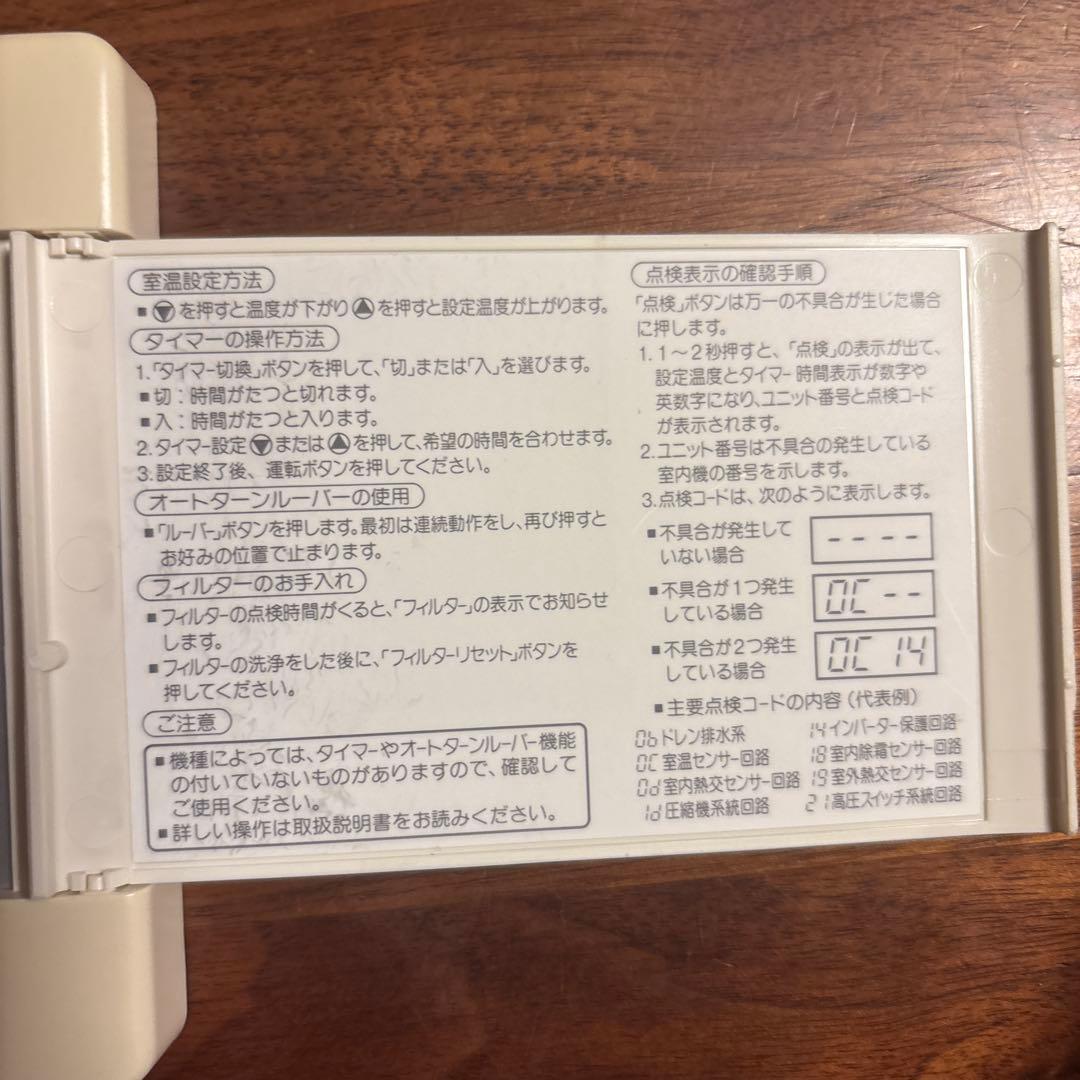 室温設定方法
■▼を押すと温度が下がり▲を押すと設定温度が上がります。
タイマーの操作方法
1.「タイマー切換」ボタンを押して、「切」または「入」を選びます。
■切：時間がたつと切れます。
■入：時間がたつと入ります。
2.タイマー設定▼または▲を押して、希望の時間を合わせます。
3.設定終了後、運転ボタンを押してください。
オートターンルーバーの使用
■「ルーバー」ボタンを押します。最初は連続動作をし、再び押すと
お好みの位置で止まります。
フィルターのお手入れ
■フィルターの点検時間がくると、「フィルター」の表示でお知らせ
します。
■フィルターの洗浄をした後に、「フィルターリセット」ボタンを
押してください。
ご注意
■機種によっては、タイマーやオートターンルーバー機能
の付いていないものがありますので、確認して
ご使用ください。
■詳しい操作は取扱説明書をお読みください。
点検表示の確認手順
「点検」ボタンは万一の不具合が生じた場合
に押します。
1.1〜2秒押すと、「点検」の表示が出て、
設定温度とタイマー時間表示が数字や
英数字になり、ユニット番号と点検コード
が表示されます。
2.ユニット番号は不具合の発生している
室内機の番号を示します。
3.点検コードは、次のように表示します。
■不具合が発生して
いない場合
----
■不具合が1つ発生
している場合
0C--
■不具合が2つ発生
している場合
0C 14
■主要点検コードの内容（代表例）
0b ドレン排水系
0C 室温センサー回路
0d 室内熱交センサー回路
1d 圧縮機系統回路
14 インバーター保護回路
18 室内除霜センサー回路
19 室外熱交センサー回路
21 高圧スイッチ系統回路